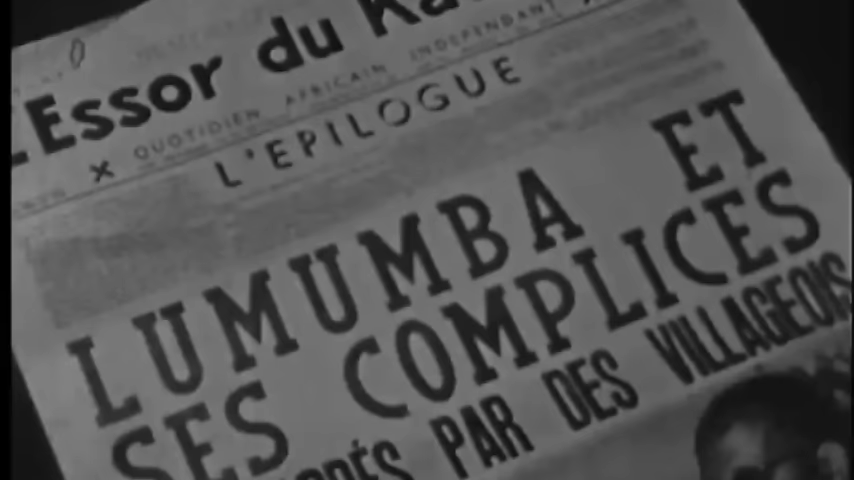 L'Essor du Ka
QUOTIDIEN AFRICAIN INDEPENDANT
L'EPILOGUE
LUMUMBA ET
SES COMPLICES
PAR DES VILLAGEOIS